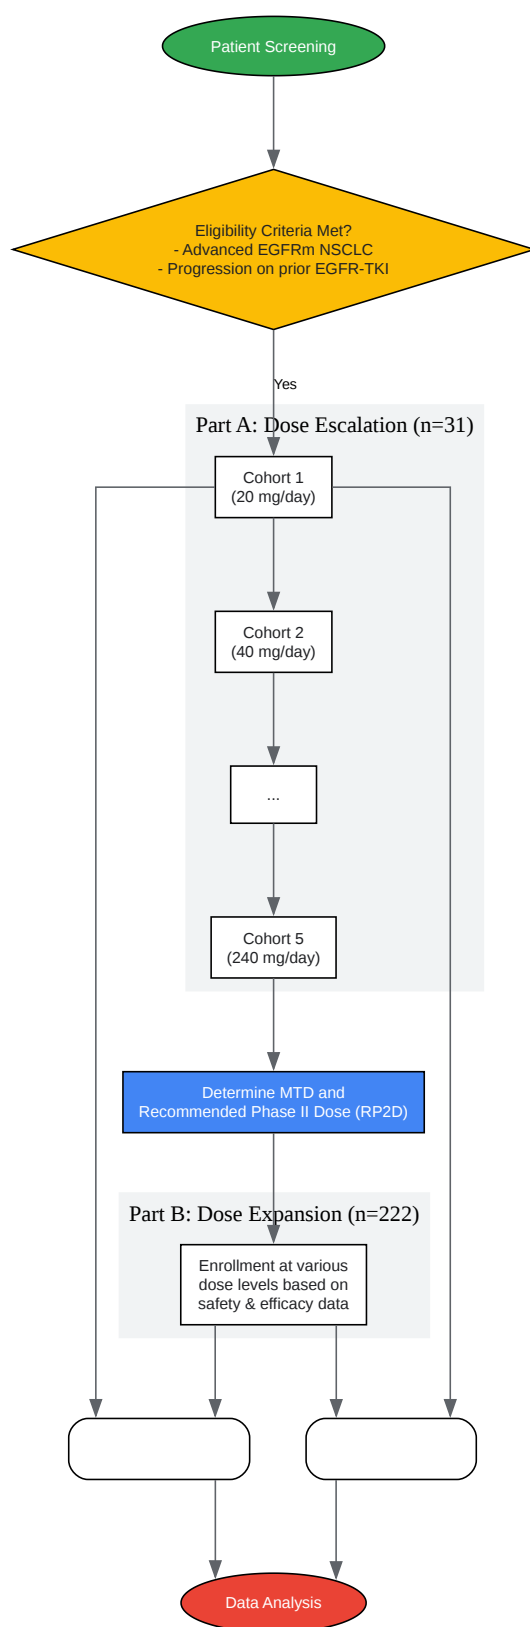 Patient Screening
Eligibility Criteria Met?
- Advanced EGFRm NSCLC
- Progression on prior EGFR-TKI
Yes
Part A: Dose Escalation (n=31)
Cohort 1
(20 mg/day)
Cohort 2
(40 mg/day)
...
Cohort 5
(240 mg/day)
Determine MTD and
Recommended Phase II Dose (RP2D)
Part B: Dose Expansion (n=222)
Enrollment at various
dose levels based on
safety & efficacy data
Data Analysis